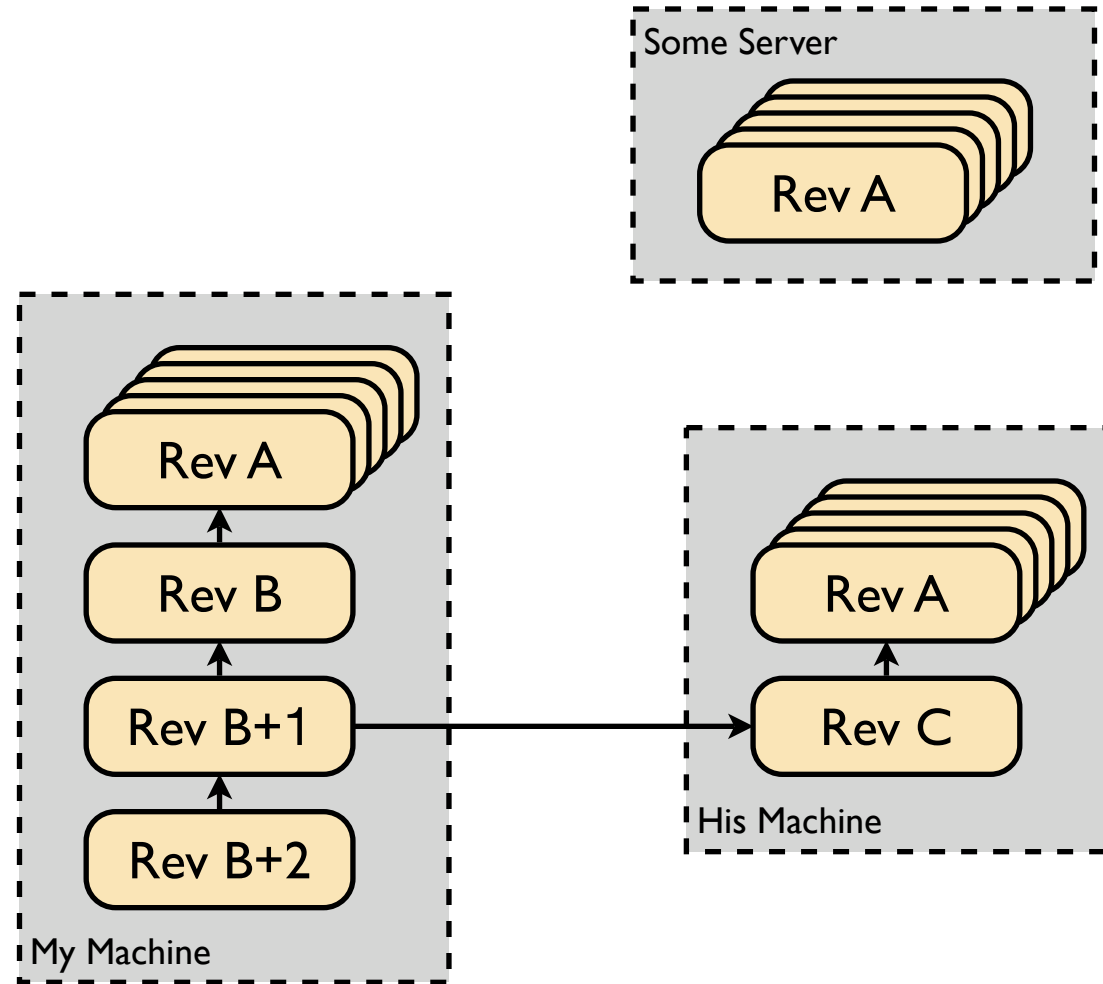 Some Server
Rev A
Rev A
Rev B
Rev B+1
Rev B+2
My Machine
Rev A
Rev C
His Machine